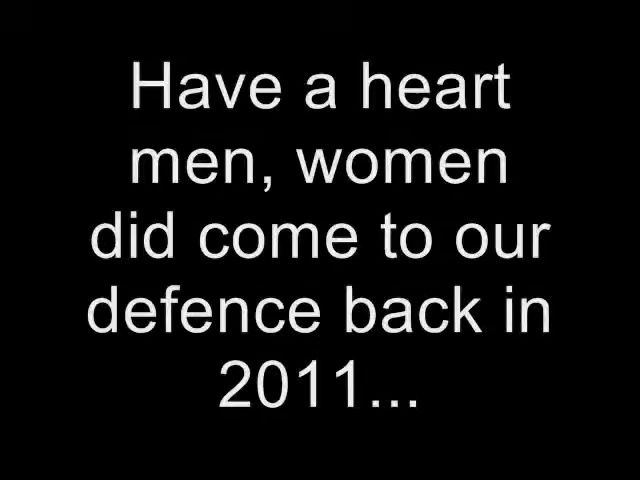 Have a heart
men, women
did come to our
defence back in
2011...